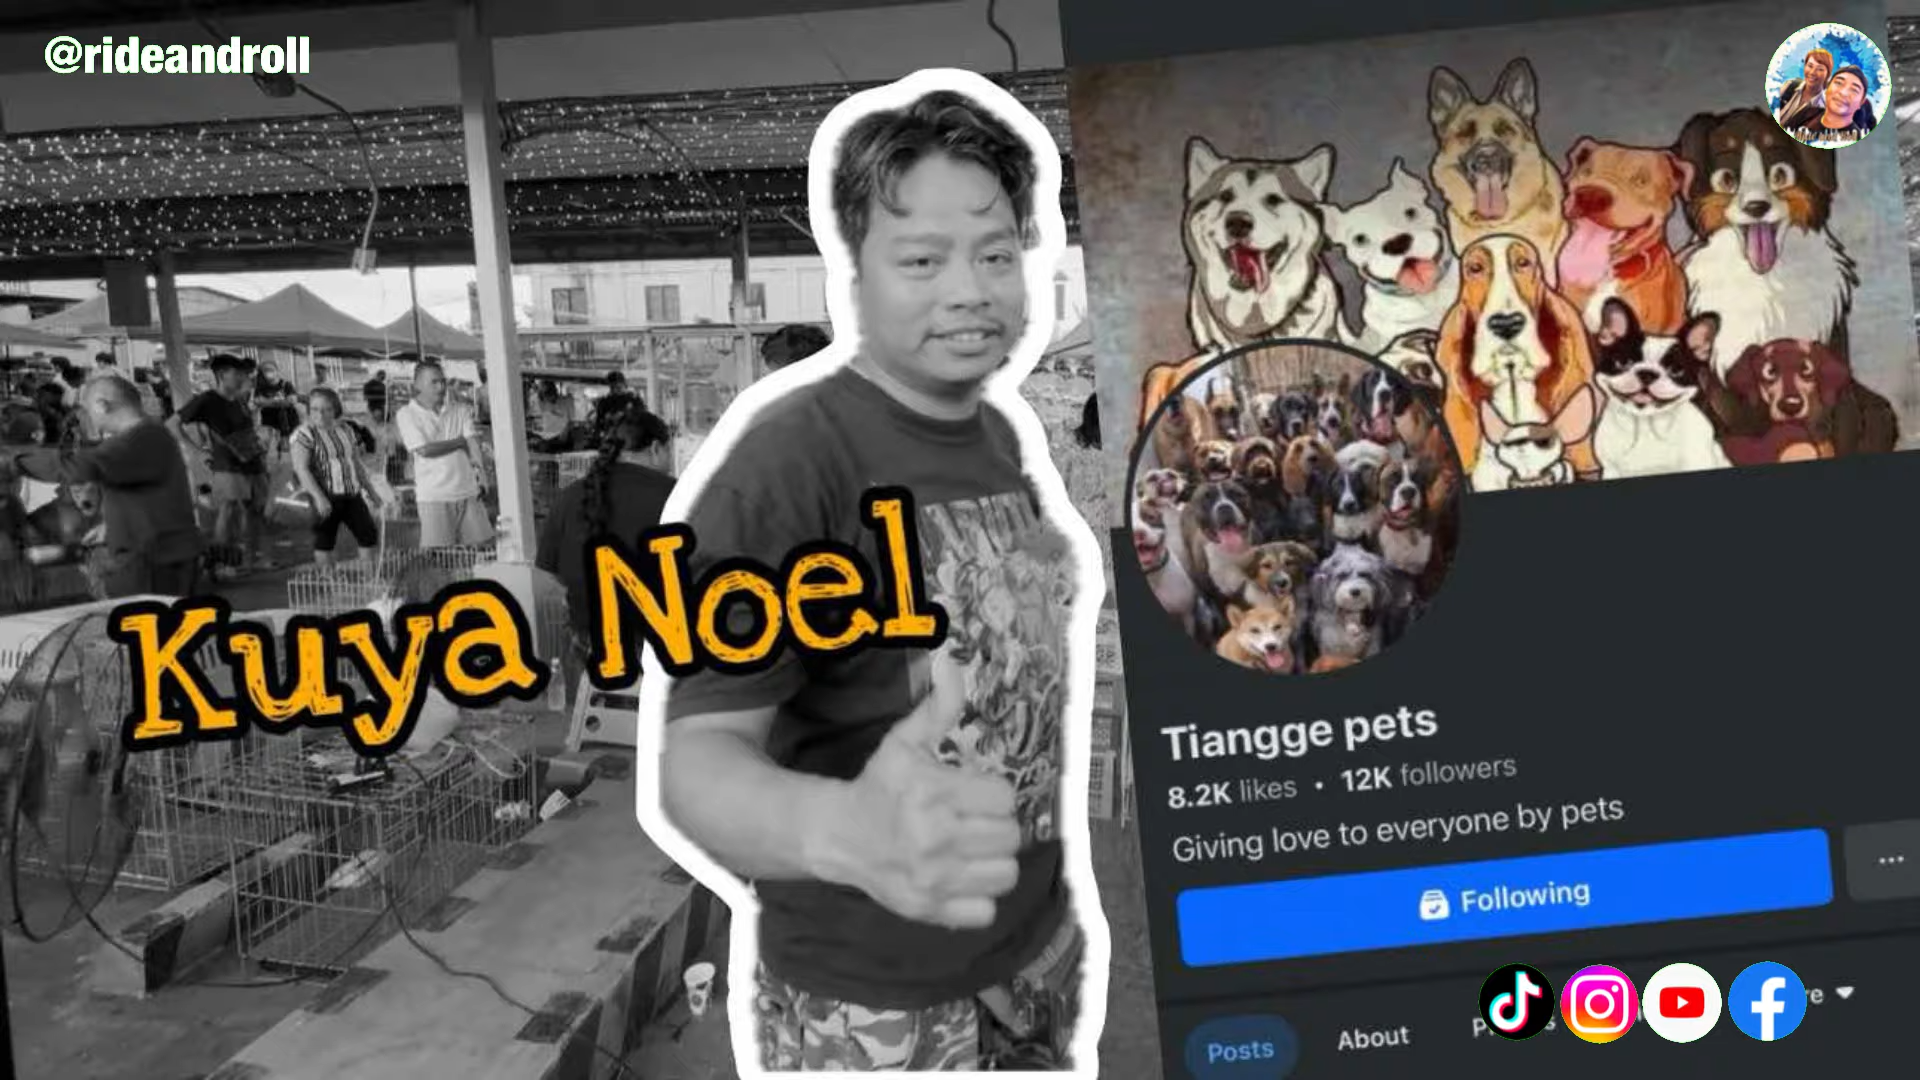 @rideandroll
Kuya Noel
Tiangge pets
8.2K likes • 12K followers
Giving love to everyone by pets
Following
Posts
About